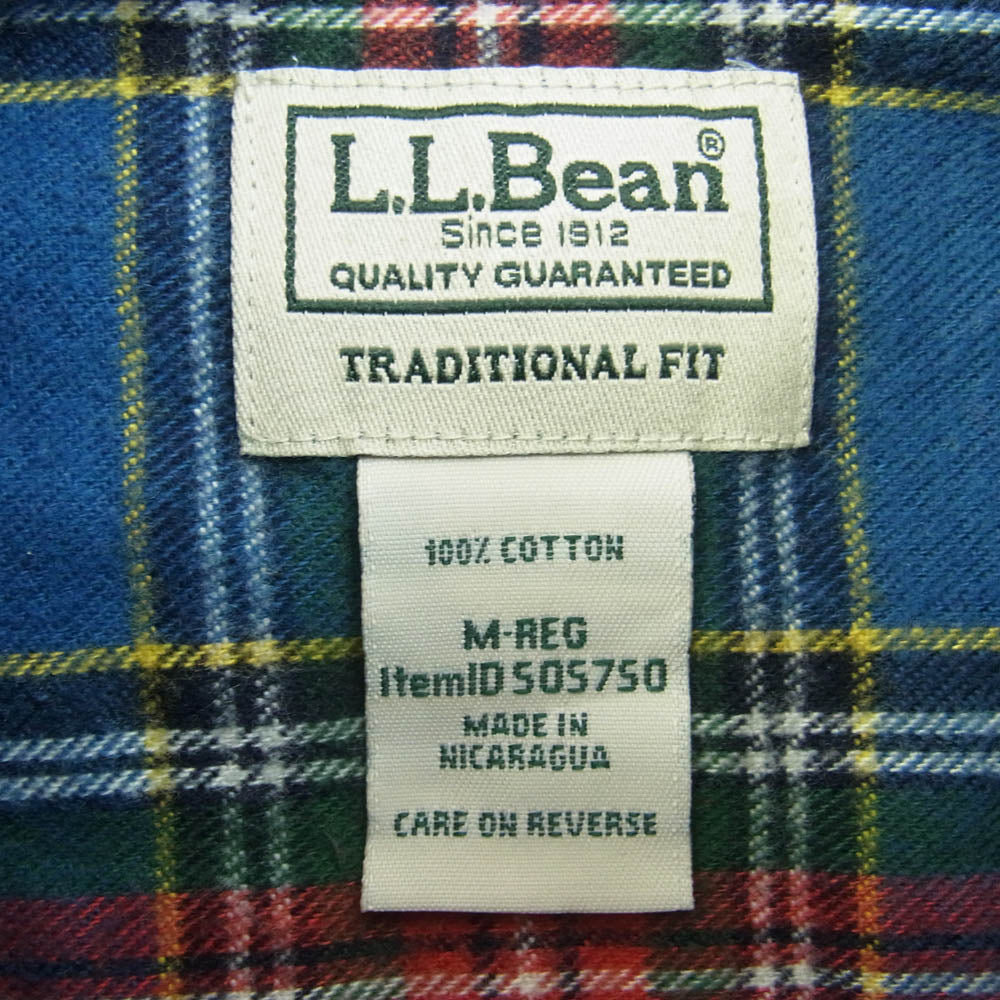 L.L.Bean®
Since 1912
QUALITY GUARANTEED
TRADITIONAL FIT
100% COTTON
M-REG
ItemID 505750
MADE IN
NICARAGUA
CARE ON REVERSE